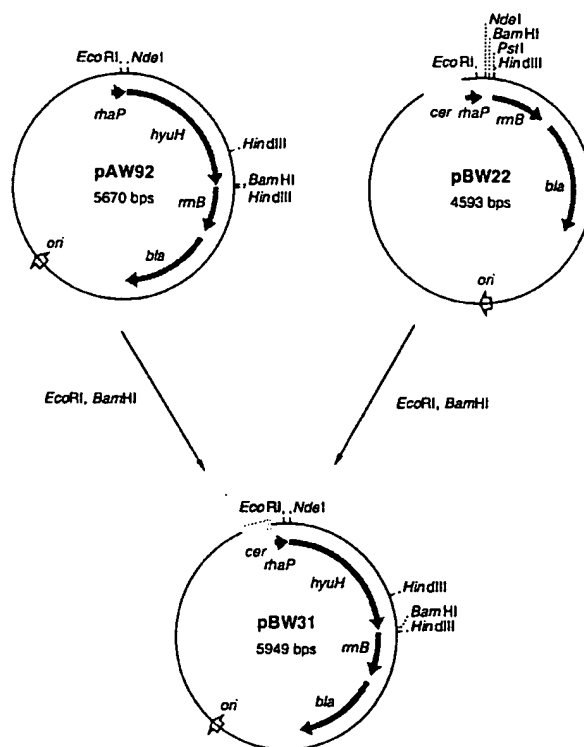 EcoRI NdeI
rhaP
hyuH
HindIII
pAW92
5670 bps
BamHI
HindIII
rrnB
bla
ori
NdeI
BamHI
PstI
HindIII
EcoRI
cer rhaP
rrnB
pBW22
4593 bps
bla
ori
EcoRI, BamHI
EcoRI, BamHI
EcoRI NdeI
cer
rhaP
hyuH
HindIII
pBW31
5949 bps
BamHI
HindIII
rrnB
bla
ori